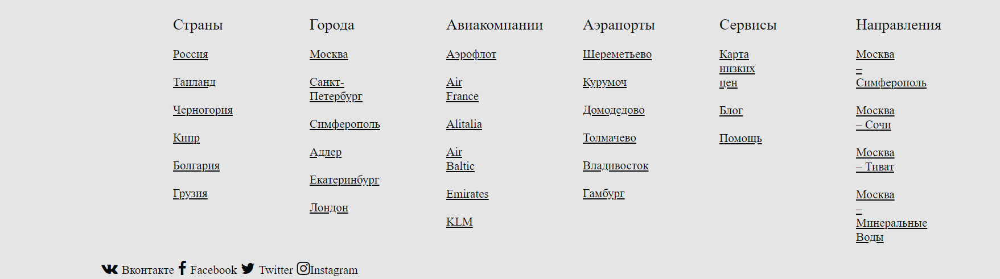 Страны
Россия
Таиланд
Черногория
Кипр
Болгария
Грузия
Города
Москва
Санкт-
Петербург
Симферополь
Адлер
Екатеринбург
Лондон
Авиакомпании
Аэрофлот
Air
France
Alitalia
Air
Baltic
Emirates
KLM
Аэрапорты
Шереметьево
Курумоч
Домодедово
Толмачево
Владивосток
Гамбург
Сервисы
Карта
низких
цен
Блог
Помощь
Направления
Москва
–
Симферополь
Москва
– Сочи
Москва
– Тиват
Москва
–
Минеральные
Воды
Вконтакте Facebook Twitter Instagram